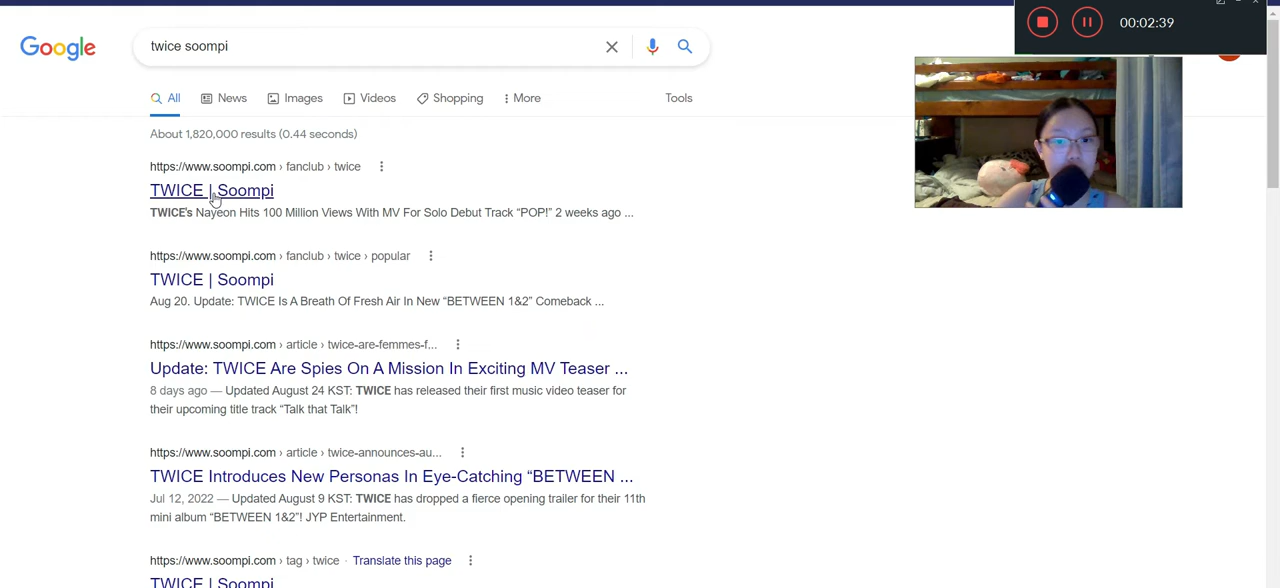 00:02:39
Google
twice soompi
All
News
Images
Videos
Shopping
More
Tools
About 1,820,000 results (0.44 seconds)
https://www.soompi.com › fanclub › twice
TWICE | Soompi
TWICE's Nayeon Hits 100 Million Views With MV For Solo Debut Track “POP!” 2 weeks ago ...
https://www.soompi.com › fanclub › twice › popular
TWICE | Soompi
Aug 20. Update: TWICE Is A Breath Of Fresh Air In New “BETWEEN 1&2” Comeback ...
https://www.soompi.com › article › twice-are-femmes-f...
Update: TWICE Are Spies On A Mission In Exciting MV Teaser ...
8 days ago — Updated August 24 KST: TWICE has released their first music video teaser for
their upcoming title track “Talk that Talk”!
https://www.soompi.com › article › twice-announces-au...
TWICE Introduces New Personas In Eye-Catching “BETWEEN ...
Jul 12, 2022 — Updated August 9 KST: TWICE has dropped a fierce opening trailer for their 11th
mini album “BETWEEN 1&2”! JYP Entertainment.
https://www.soompi.com › tag › twice · Translate this page
TWICE | Soompi